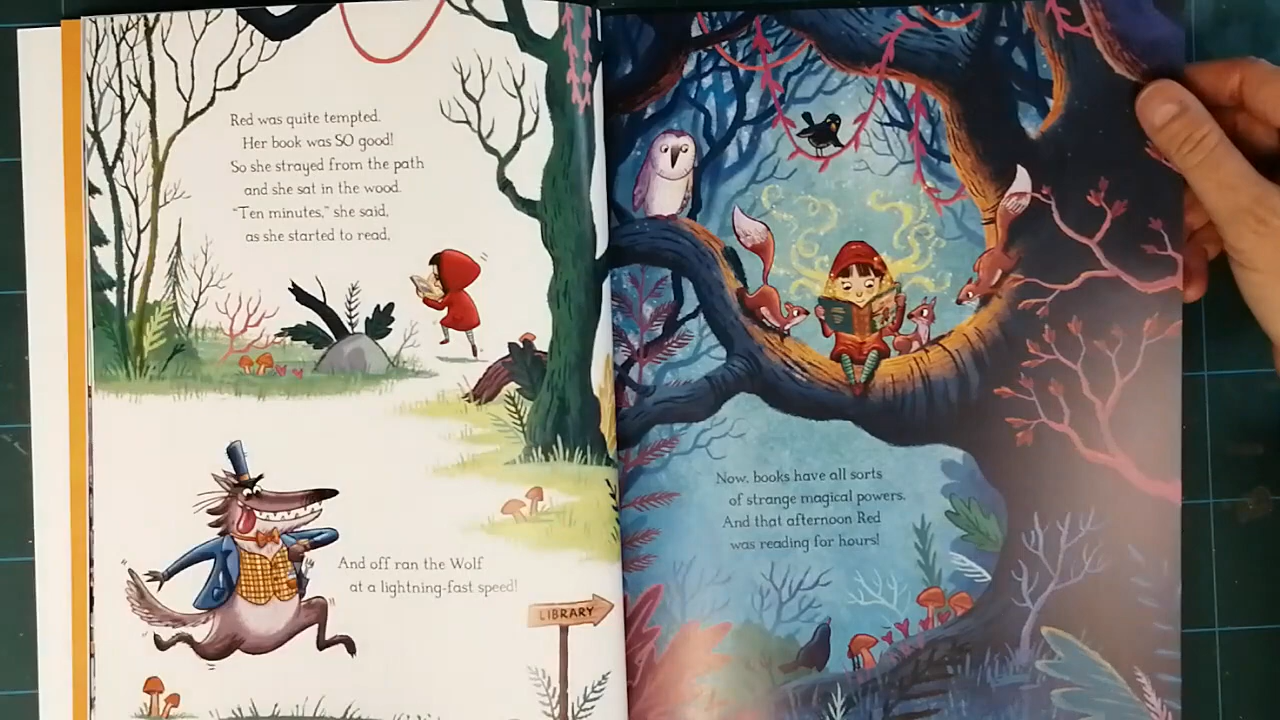 Red was quite tempted.
Her book was SO good!
So she strayed from the path
and she sat in the wood.
"Ten minutes," she said,
as she started to read,
And off ran the Wolf
at a lightning-fast speed!
LIBRARY
Now, books have all sorts
of strange magical powers.
And that afternoon Red
was reading for hours!